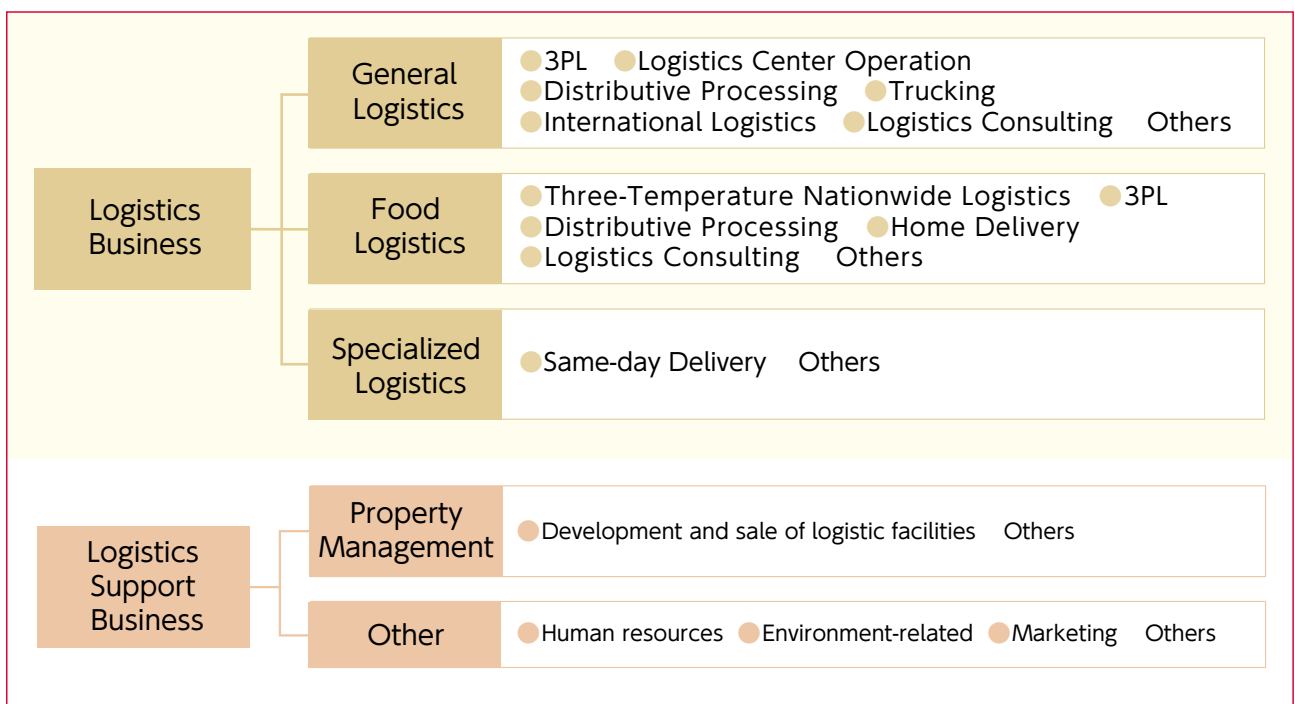 Logistics
Business
General
Logistics
●3PL ●Logistics Center Operation
●Distributive Processing ●Trucking
●International Logistics ●Logistics Consulting Others
Food
Logistics
●Three-Temperature Nationwide Logistics ●3PL
●Distributive Processing ●Home Delivery
●Logistics Consulting Others
Specialized
Logistics
●Same-day Delivery Others
Logistics
Support
Business
Property
Management
●Development and sale of logistic facilities Others
Other
●Human resources ●Environment-related ●Marketing Others